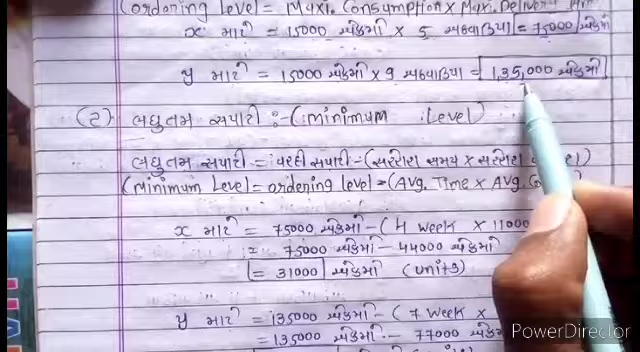 (ordering Level = Maxi. Consumption × Maxi. Delivery
x માટે = 15000 એકમો × 5 અઠવાડિયા = 75000 એકમો
y માટે = 15000 એકમો × 9 અઠવાડિયા = 1,35,000 એકમો
(2) લઘુતમ સપાટી :- (minimum Level)
લઘુતમ સપાટી = વરદી સપાટી - (સરેરાશ સમય × સરેરાશ
(minimum Level = ordering level - (Avg. Time × Avg.
x માટે = 75000 એકમો - (4 week × 11000
= 75000 એકમો - 44000 એકમો
= 31000 એકમો (units)
y માટે = 135000 એકમો - (7 week ×
= 135000 એકમો - 77000
PowerDirector